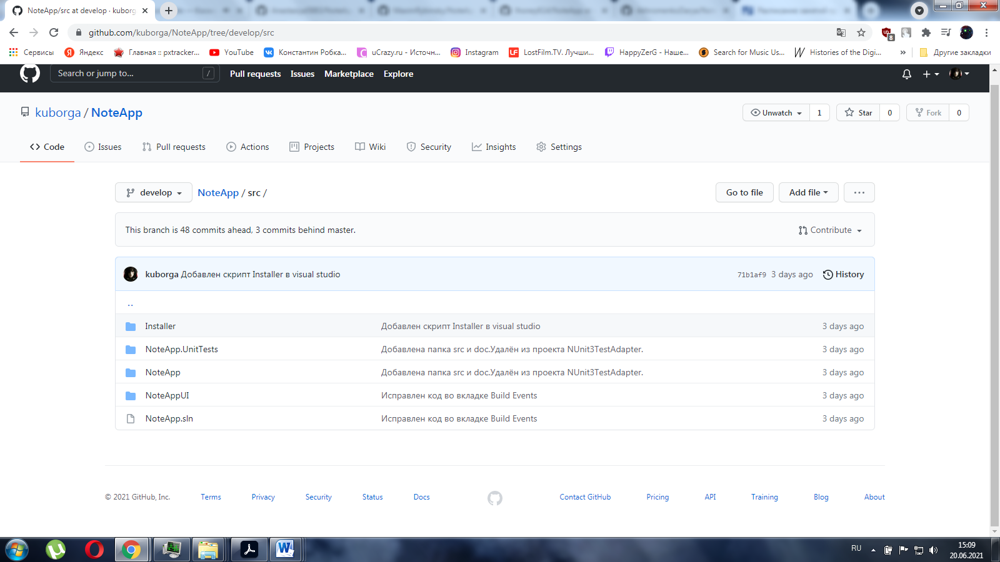 NoteApp/src at develop · kuborg
github.com/kuborga/NoteApp/tree/develop/src
8
Сервисы Яндекс Главная :: pxtracker... YouTube Константин Робка... uCrazy.ru - Источн... Instagram LostFilm.TV. Лучши... HappyZerG - Наше... Search for Music Us... Histories of the Digi... » Другие закладки
Search or jump to... / Pull requests Issues Marketplace Explore
kuborga / NoteApp Unwatch 1 Star 0 Fork 0
Code Issues Pull requests Actions Projects Wiki Security Insights Settings
develop NoteApp / src / Go to file Add file ...
This branch is 48 commits ahead, 3 commits behind master. Contribute
kuborga Добавлен скрипт Installer в visual studio 71b1af9 3 days ago History
..
Installer Добавлен скрипт Installer в visual studio 3 days ago
NoteApp.UnitTests Добавлена папка src и doc.Удалён из проекта NUnit3TestAdapter. 3 days ago
NoteApp Добавлена папка src и doc.Удалён из проекта NUnit3TestAdapter. 3 days ago
NoteAppUI Исправлен код во вкладке Build Events 3 days ago
NoteApp.sln Исправлен код во вкладке Build Events 3 days ago
© 2021 GitHub, Inc. Terms Privacy Security Status Docs Contact GitHub Pricing API Training Blog About
RU 15:09
20.06.2021